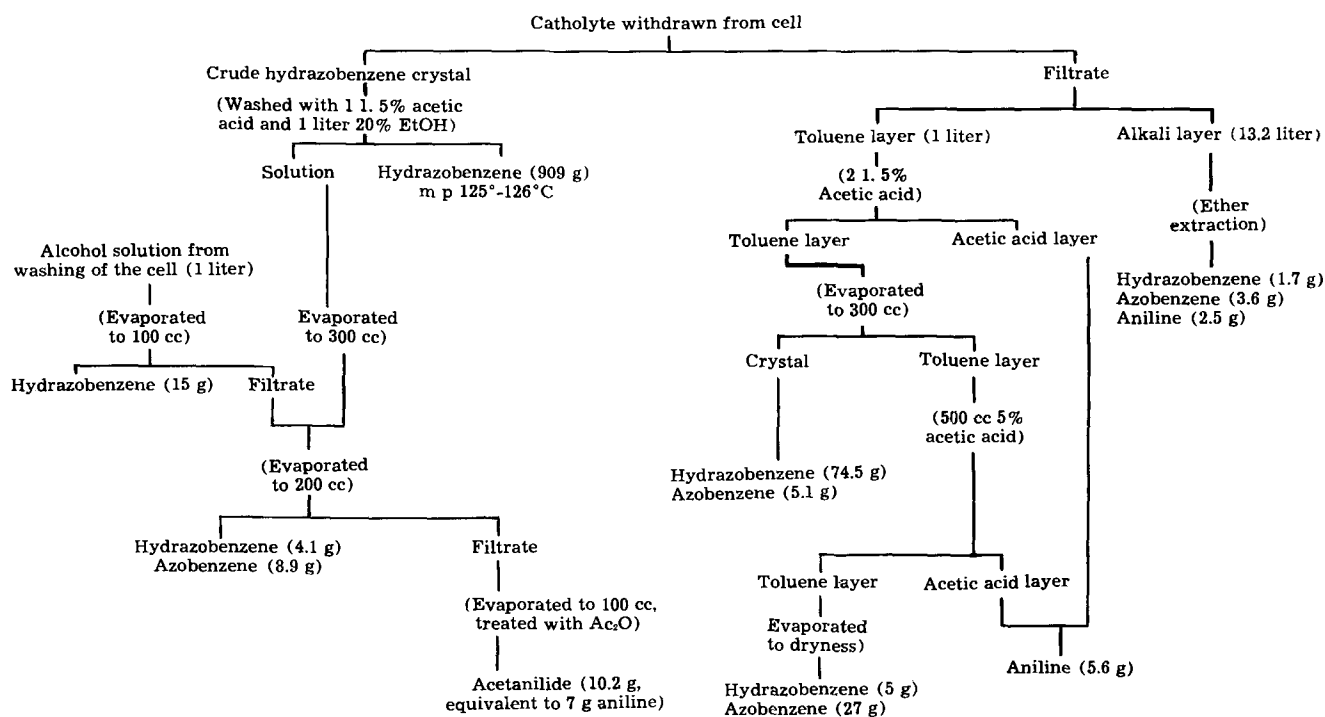 Catholyte withdrawn from cell
Crude hydrazobenzene crystal
(Washed with 1 l. 5% acetic
acid and 1 liter 20% EtOH)
Solution
Hydrazobenzene (909 g)
m p 125°-126°C
Alcohol solution from
washing of the cell (1 liter)
(Evaporated
to 100 cc)
Evaporated
to 300 cc)
Hydrazobenzene (15 g)
Filtrate
(Evaporated
to 200 cc)
Hydrazobenzene (4.1 g)
Azobenzene (8.9 g)
Filtrate
(Evaporated to 100 cc,
treated with Ac₂O)
Acetanilide (10.2 g,
equivalent to 7 g aniline)
Filtrate
Toluene layer (1 liter)
Alkali layer (13.2 liter)
(2 l. 5%
Acetic acid)
(Ether
extraction)
Toluene layer
Acetic acid layer
Hydrazobenzene (1.7 g)
Azobenzene (3.6 g)
Aniline (2.5 g)
(Evaporated
to 300 cc)
Crystal
Toluene layer
(500 cc 5%
acetic acid)
Hydrazobenzene (74.5 g)
Azobenzene (5.1 g)
Toluene layer
Acetic acid layer
(Evaporated
to dryness)
Aniline (5.6 g)
Hydrazobenzene (5 g)
Azobenzene (27 g)